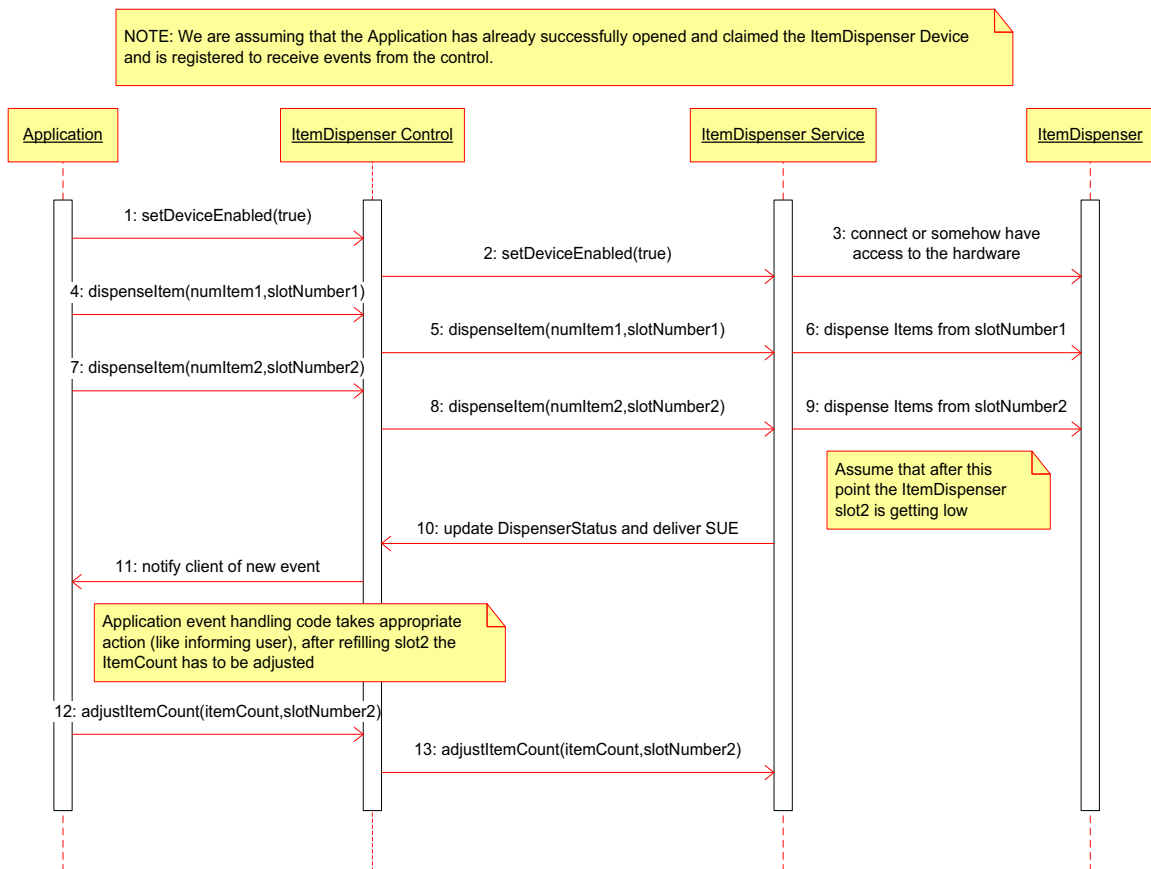 NOTE: We are assuming that the Application has already successfully opened and claimed the ItemDispenser Device
and is registered to receive events from the control.
Application
ItemDispenser Control
ItemDispenser Service
ItemDispenser
1: setDeviceEnabled(true)
2: setDeviceEnabled(true)
3: connect or somehow have
access to the hardware
4: dispenseItem(numItem1,slotNumber1)
5: dispenseItem(numItem1,slotNumber1)
6: dispense Items from slotNumber1
7: dispenseItem(numItem2,slotNumber2)
8: dispenseItem(numItem2,slotNumber2)
9: dispense Items from slotNumber2
Assume that after this
point the ItemDispenser
slot2 is getting low
10: update DispenserStatus and deliver SUE
11: notify client of new event
Application event handling code takes appropriate
action (like informing user), after refilling slot2 the
ItemCount has to be adjusted
12: adjustItemCount(itemCount,slotNumber2)
13: adjustItemCount(itemCount,slotNumber2)